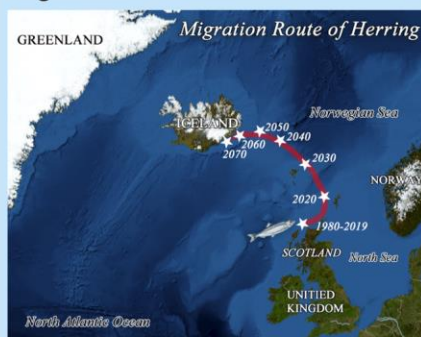 Migration Route of Herring
GREENLAND
ICELAND
Norwegian Sea
2050
2060
2040
2070
2030
NORWAY
2020
1980-2019
SCOTLAND
North Sea
UNITIED
KINGDOM
North Atlantic Ocean